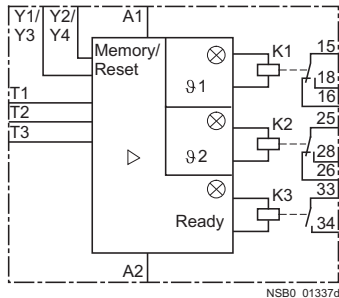 Y1/ Y2/ A1
Y3 Y4
Memory/
Reset
K1
15
ϑ1
18
16
T1
T2
T3
K2
25
ϑ2
28
26
K3
33
Ready
34
A2
NSB0_01337d